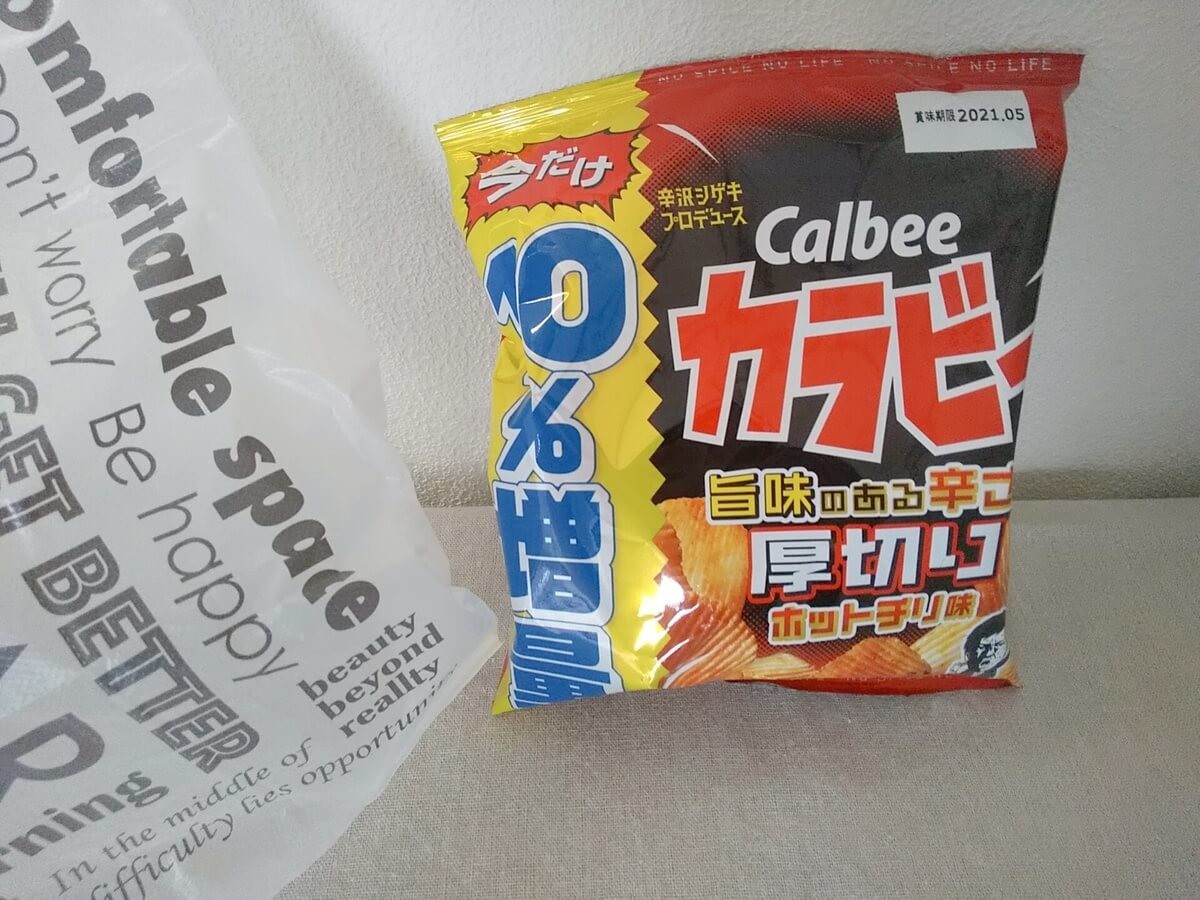 omfortable space
Don't worry Be happy
GET BETTER
beauty
beyond
reallty
R
rning
In the middle of
difficulty lies opportunity
NO SPICE NO LIFE NO SPICE NO LIFE
賞味期限 2021.05
今だけ
10%増量
辛沢シゲキ
プロデュース
Calbee
カラビー
旨味のある辛さ
厚切り
ホットチリ味